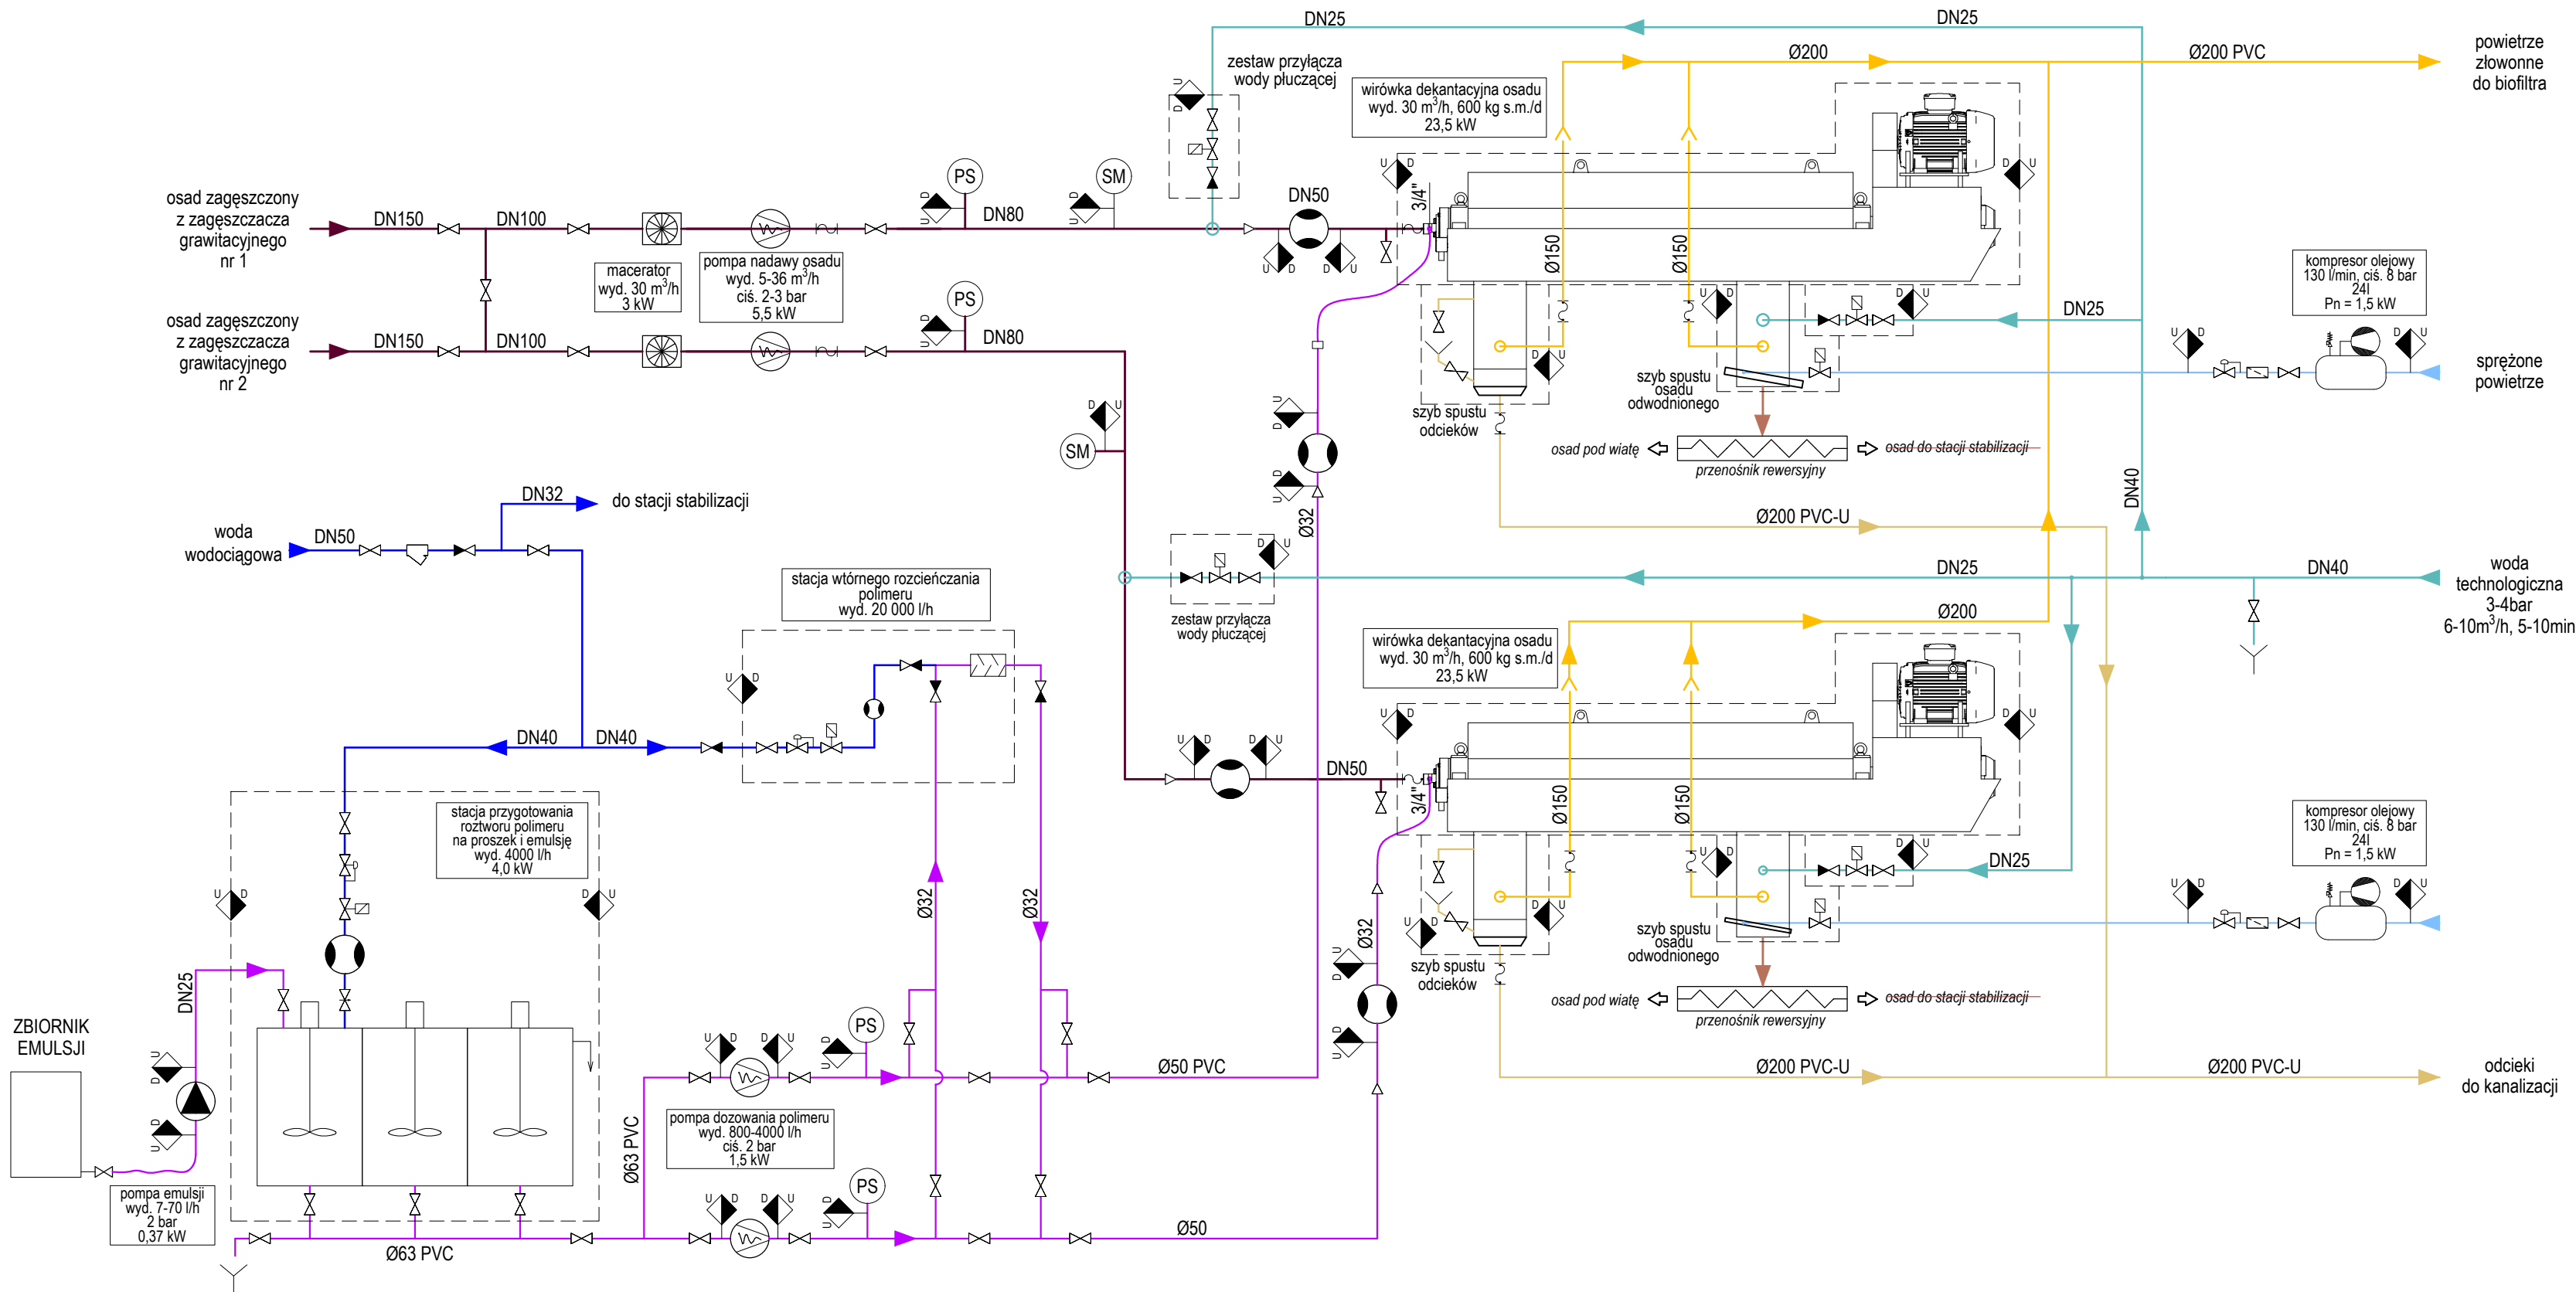 DN25
DN25
zestaw przyłącza
wody płuczącej
U
D
wirówka dekantacyjna osadu
wyd. 30 m³/h, 600 kg s.m./d
23,5 kW
Ø200
Ø200 PVC
powietrze
złowonne
do biofiltra
osad zagęszczony
z zagęszczacza
grawitacyjnego
nr 1
DN150
DN100
macerator
wyd. 30 m³/h
3 kW
pompa nadawy osadu
wyd. 5-36 m³/h
ciś. 2-3 bar
5,5 kW
PS
U D
DN80
SM
U D
DN50
U D
U D
3/4"
U D
D U
Ø150
Ø150
osad zagęszczony
z zagęszczacza
grawitacyjnego
nr 2
DN150
DN100
PS
U D
DN80
D U
SM
U D
D U
U D
D U
DN25
szyb spustu
odcieków
szyb spustu
osadu
odwodnionego
kompresor olejowy
130 l/min, ciś. 8 bar
24l
Pn = 1,5 kW
U D
D U
sprężone
powietrze
osad pod wiatę
przenośnik rewersyjny
osad do stacji stabilizacji
DN40
Ø200 PVC-U
D U
D U
Ø32
DN32
do stacji stabilizacji
woda
wodociągowa
DN50
stacja wtórnego rozcieńczania
polimeru
wyd. 20 000 l/h
U D
D U
zestaw przyłącza
wody płuczącej
DN25
DN40
woda
technologiczna
3-4bar
6-10m³/h, 5-10min
Ø200
wirówka dekantacyjna osadu
wyd. 30 m³/h, 600 kg s.m./d
23,5 kW
DN40
DN40
U D
D U
DN50
3/4"
U D
D U
Ø150
Ø150
stacja przygotowania
roztworu polimeru
na proszek i emulsję
wyd. 4000 l/h
4,0 kW
U D
D U
Ø32
Ø32
Ø32
U D
D U
U D
D U
DN25
szyb spustu
odcieków
szyb spustu
osadu
odwodnionego
kompresor olejowy
130 l/min, ciś. 8 bar
24l
Pn = 1,5 kW
U D
D U
osad pod wiatę
przenośnik rewersyjny
osad do stacji stabilizacji
ZBIORNIK
EMULSJI
DN25
D U
U D
pompa emulsji
wyd. 7-70 l/h
2 bar
0,37 kW
Ø63 PVC
Ø63 PVC
U D
D U
U D
PS
pompa dozowania polimeru
wyd. 800-4000 l/h
ciś. 2 bar
1,5 kW
Ø50 PVC
D U
U D
U D
D U
U D
PS
Ø50
Ø200 PVC-U
Ø200 PVC-U
odcieki
do kanalizacji